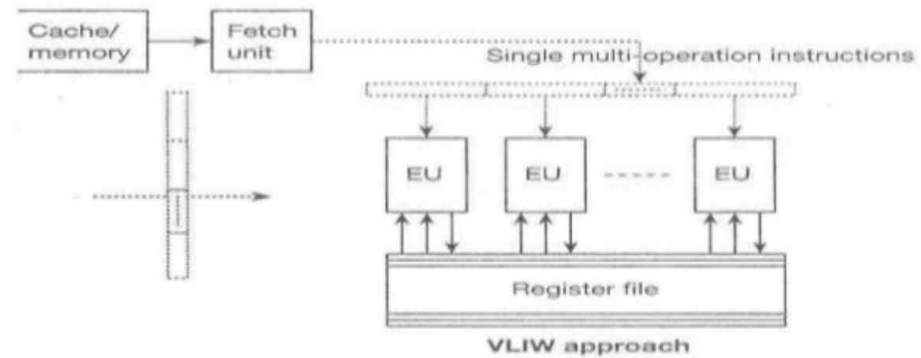 Cache/
memory
Fetch
unit
Single multi-operation instructions
EU
EU
EU
Register file
VLIW approach